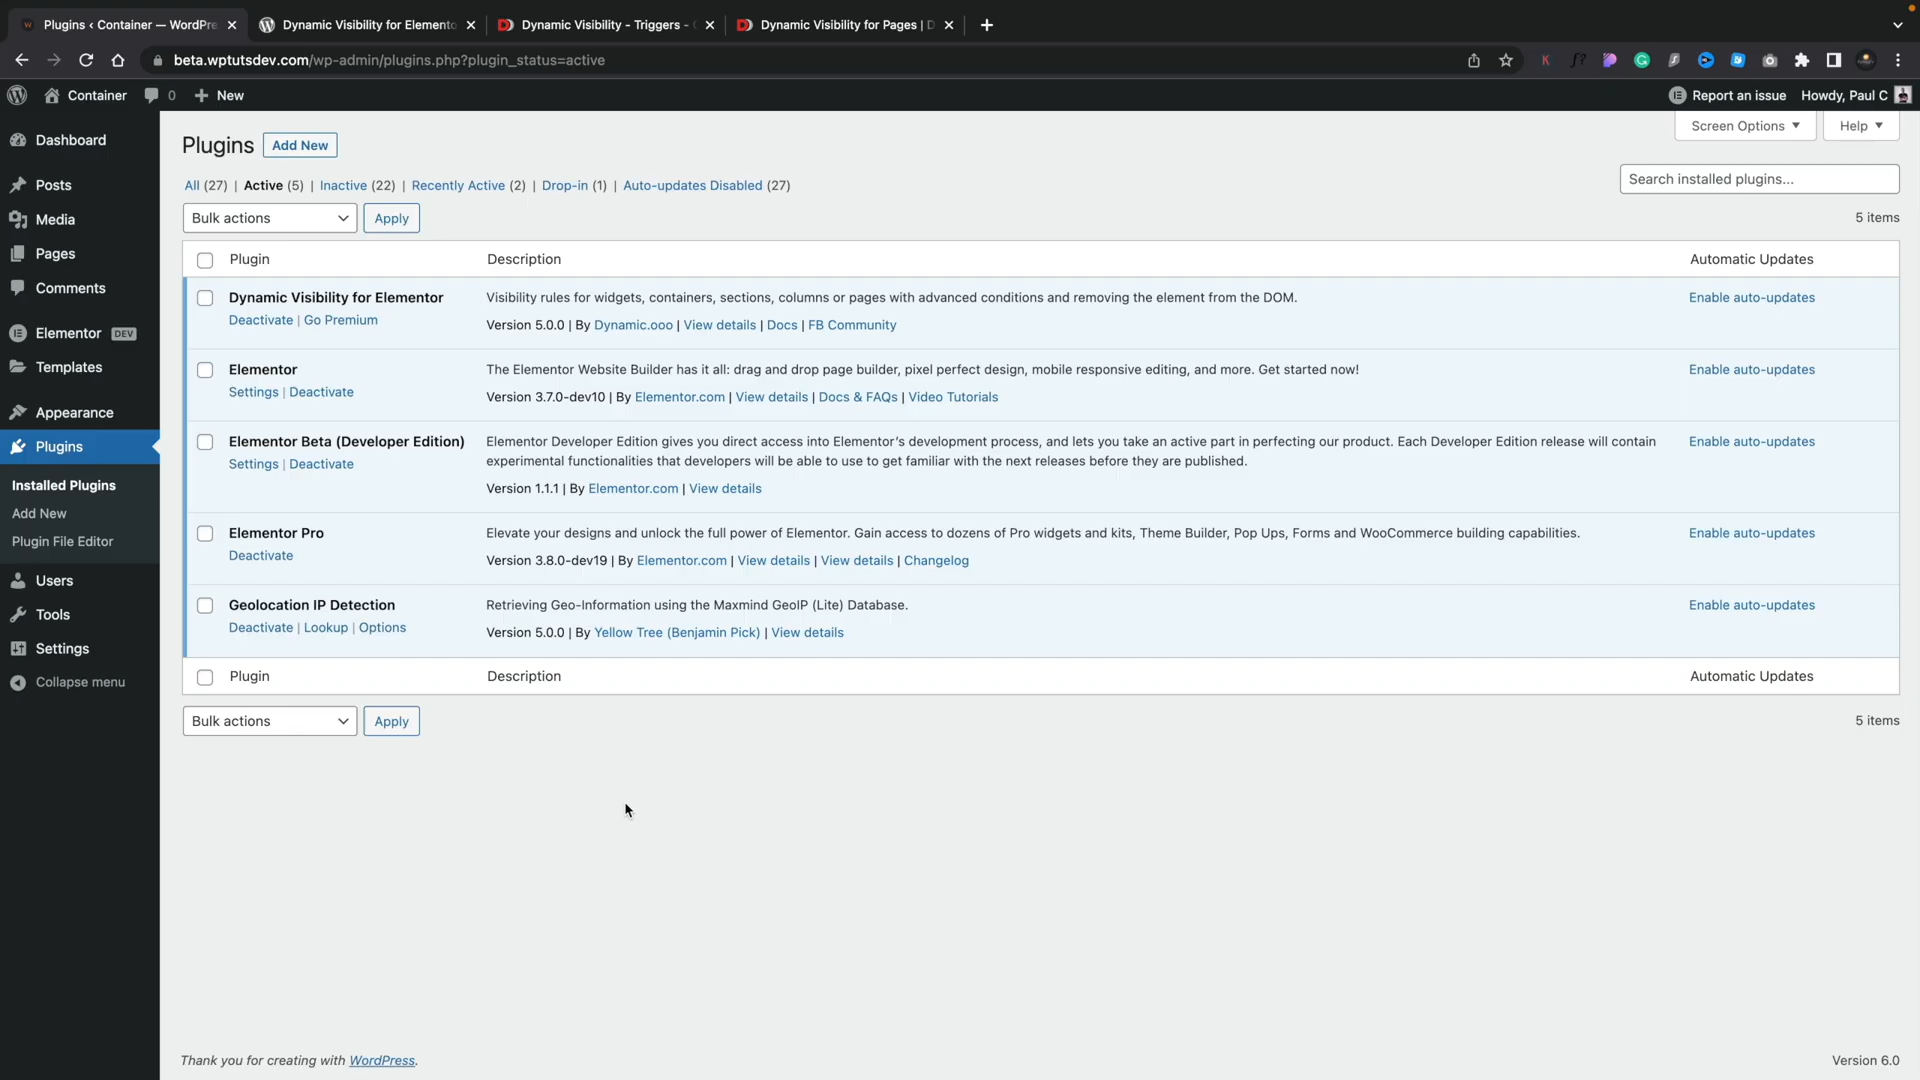 Plugins ‹ Container — WordPre
Dynamic Visibility for Elemento
Dynamic Visibility - Triggers -
Dynamic Visibility for Pages | D
beta.wptutsdev.com/wp-admin/plugins.php?plugin_status=active
Container
0
New
Report an issue
Howdy, Paul C
Dashboard
Posts
Media
Pages
Comments
Elementor DEV
Templates
Appearance
Plugins
Installed Plugins
Add New
Plugin File Editor
Users
Tools
Settings
Collapse menu
Screen Options
Help
Plugins
Add New
All (27) | Active (5) | Inactive (22) | Recently Active (2) | Drop-in (1) | Auto-updates Disabled (27)
Search installed plugins...
Bulk actions
Apply
5 items
Plugin
Description
Automatic Updates
Dynamic Visibility for Elementor
Deactivate | Go Premium
Visibility rules for widgets, containers, sections, columns or pages with advanced conditions and removing the element from the DOM.
Version 5.0.0 | By Dynamic.ooo | View details | Docs | FB Community
Enable auto-updates
Elementor
Settings | Deactivate
The Elementor Website Builder has it all: drag and drop page builder, pixel perfect design, mobile responsive editing, and more. Get started now!
Version 3.7.0-dev10 | By Elementor.com | View details | Docs & FAQs | Video Tutorials
Enable auto-updates
Elementor Beta (Developer Edition)
Settings | Deactivate
Elementor Developer Edition gives you direct access into Elementor's development process, and lets you take an active part in perfecting our product. Each Developer Edition release will contain
experimental functionalities that developers will be able to use to get familiar with the next releases before they are published.
Version 1.1.1 | By Elementor.com | View details
Enable auto-updates
Elementor Pro
Deactivate
Elevate your designs and unlock the full power of Elementor. Gain access to dozens of Pro widgets and kits, Theme Builder, Pop Ups, Forms and WooCommerce building capabilities.
Version 3.8.0-dev19 | By Elementor.com | View details | View details | Changelog
Enable auto-updates
Geolocation IP Detection
Deactivate | Lookup | Options
Retrieving Geo-Information using the Maxmind GeoIP (Lite) Database.
Version 5.0.0 | By Yellow Tree (Benjamin Pick) | View details
Enable auto-updates
Plugin
Description
Automatic Updates
Bulk actions
Apply
5 items
Thank you for creating with WordPress.
Version 6.0